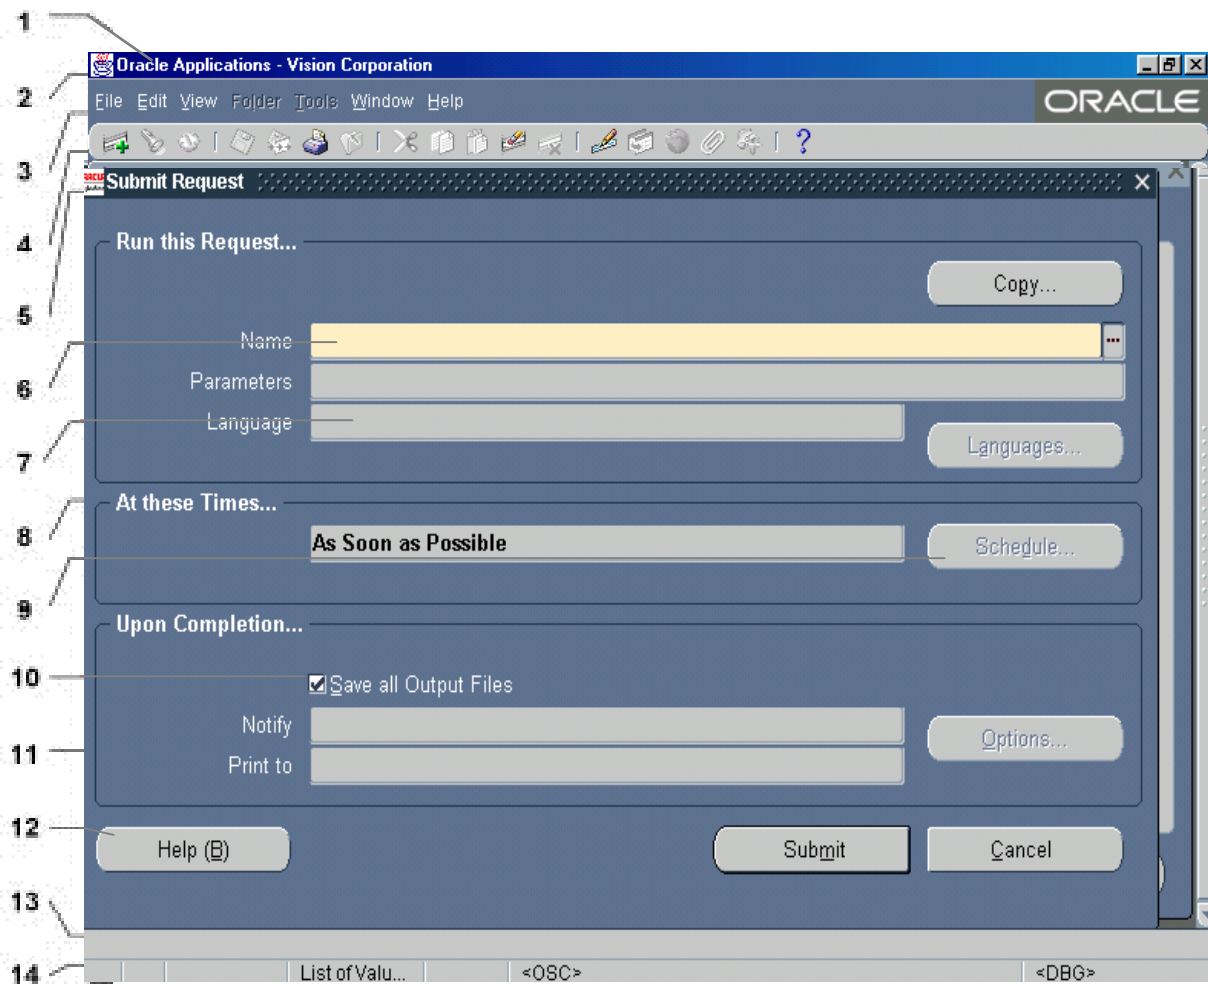 1
Oracle Applications - Vision Corporation
2
File Edit View Folder Tools Window Help
ORACLE
3
?
Submit Request
4
Run this Request...
Copy...
5
Name
...
6
Parameters
Language
7
Languages...
At these Times...
8
As Soon as Possible
Schedule...
9
Upon Completion...
10
Save all Output Files
Notify
11
Options...
Print to
12
Help (B)
Submit
Cancel
13
14
List of Valu...
<OSC>
<DBG>